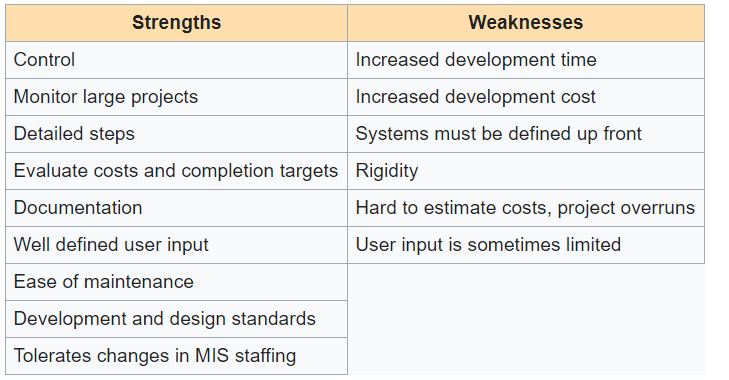 Strengths Weaknesses
Control Increased development time
Monitor large projects Increased development cost
Detailed steps Systems must be defined up front
Evaluate costs and completion targets Rigidity
Documentation Hard to estimate costs, project overruns
Well defined user input User input is sometimes limited
Ease of maintenance
Development and design standards
Tolerates changes in MIS staffing